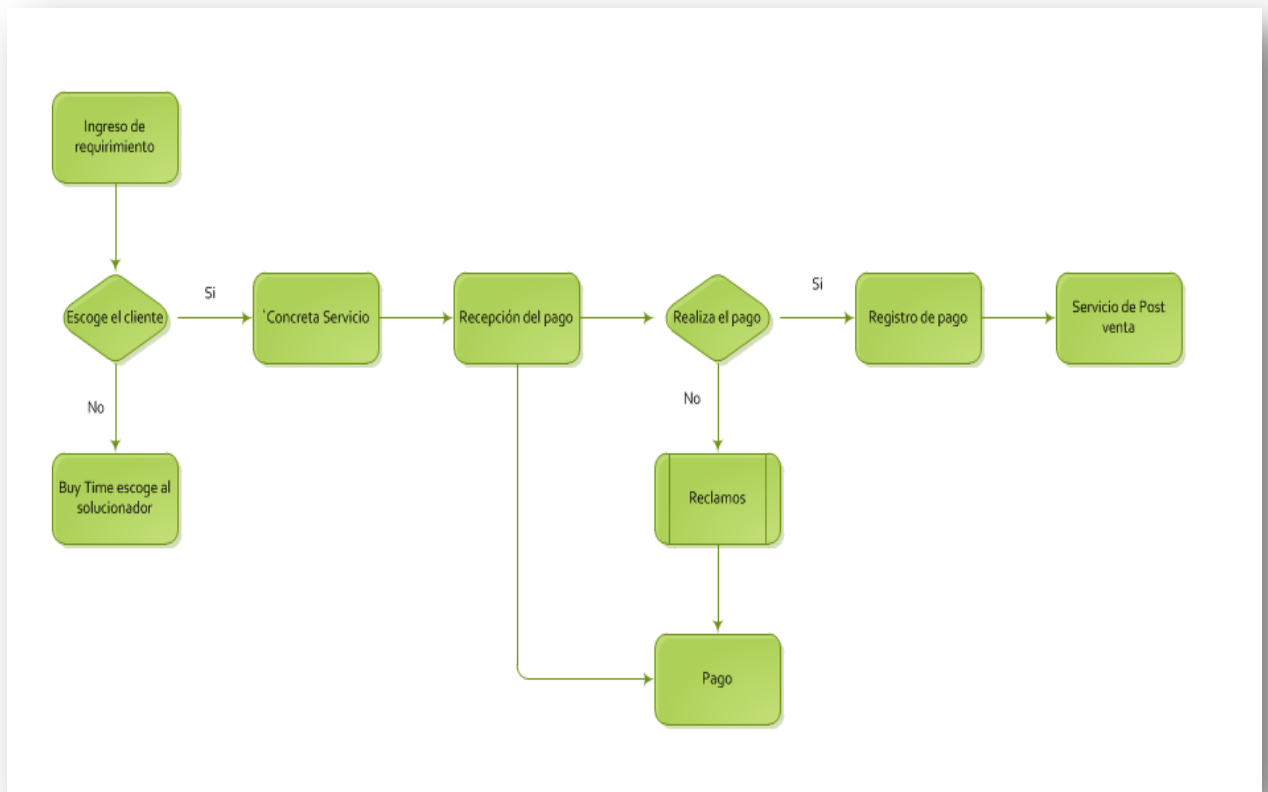 Ingreso de
requirimiento
Escoge el cliente
Si
`Concreta Servicio
Recepción del pago
Realiza el pago
Si
Registro de pago
Servicio de Post
venta
No
No
Buy Time escoge al
solucionador
Reclamos
Pago